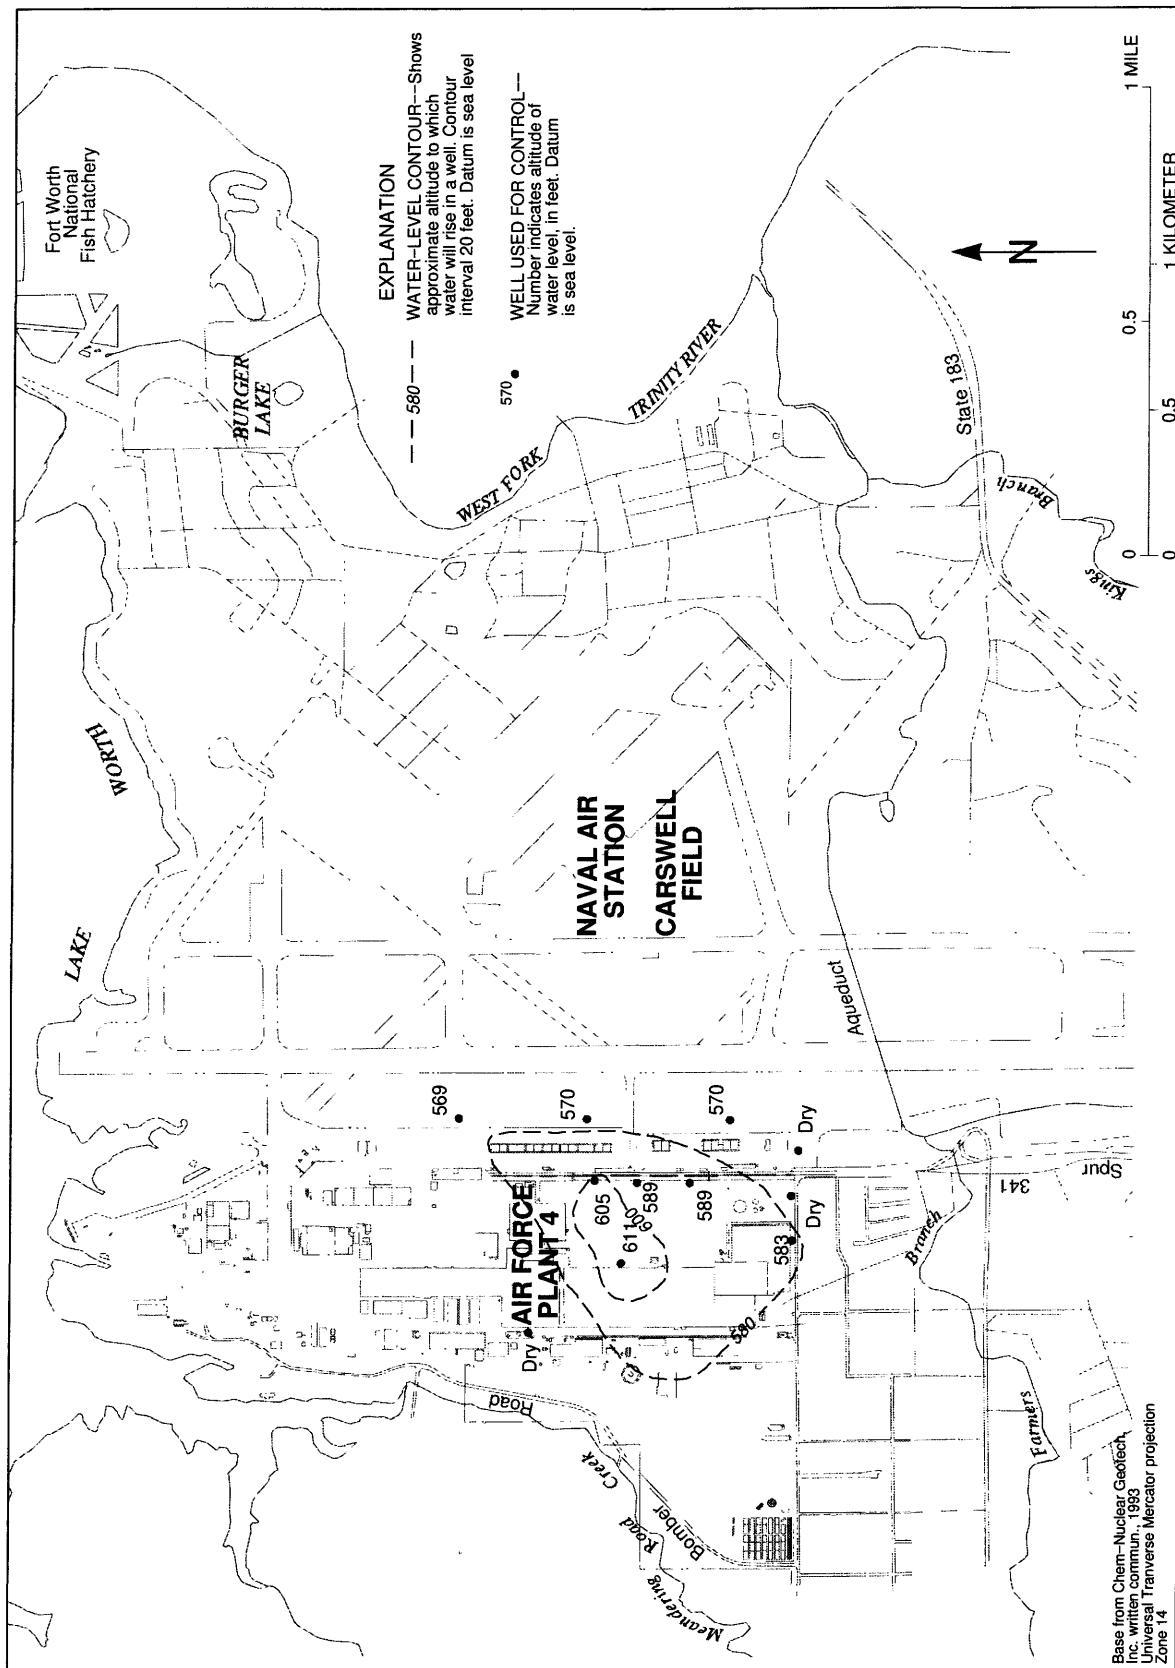 Fort Worth
National
Fish Hatchery
BURGER
LAKE
LAKE
WORTH
EXPLANATION
— — 580 — —
WATER-LEVEL CONTOUR---Shows
approximate altitude to which
water will rise in a well. Contour
interval 20 feet. Datum is sea level
570
WELL USED FOR CONTROL—
Number indicates altitude of
water level, in feet. Datum
is sea level.
WEST FORK
TRINITY RIVER
NAVAL AIR
STATION
CARSWELL
FIELD
AIR FORCE
PLANT 4
569
570
570
Dry
Dry
Dry
605
611
600
589
589
583
580
Aqueduct
State 183
Kings
Branch
Spur
341
Farmers
Branch
Road
Bomber
Meandering
Road
Creek
N
0
0.5
1 MILE
0
0.5
1 KILOMETER
Base from Chem–Nuclear Geotech,
Inc. written commun., 1993
Universal Tranverse Mercator projection
Zone 14